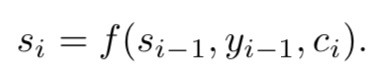 s_i = f(s_{i-1}, y_{i-1}, c_i).